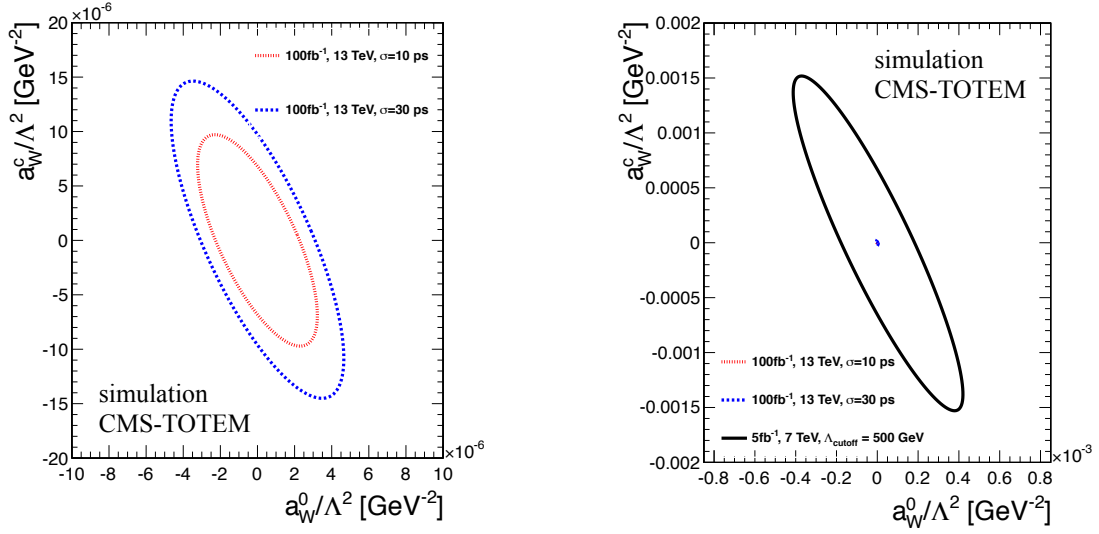 ×10⁻⁶
20
15
10
5
0
-5
-10
-15
-20
a_W^c/Λ² [GeV⁻²]
100fb⁻¹, 13 TeV, σ=10 ps
100fb⁻¹, 13 TeV, σ=30 ps
simulation
CMS-TOTEM
×10⁻⁶
-10 -8 -6 -4 -2 0 2 4 6 8 10
a_W^0/Λ² [GeV⁻²]
0.002
0.0015
0.001
0.0005
0
-0.0005
-0.001
-0.0015
-0.002
a_W^c/Λ² [GeV⁻²]
simulation
CMS-TOTEM
100fb⁻¹, 13 TeV, σ=10 ps
100fb⁻¹, 13 TeV, σ=30 ps
5fb⁻¹, 7 TeV, Λ_cutoff = 500 GeV
×10⁻³
-0.8 -0.6 -0.4 -0.2 0 0.2 0.4 0.6 0.8
a_W^0/Λ² [GeV⁻²]